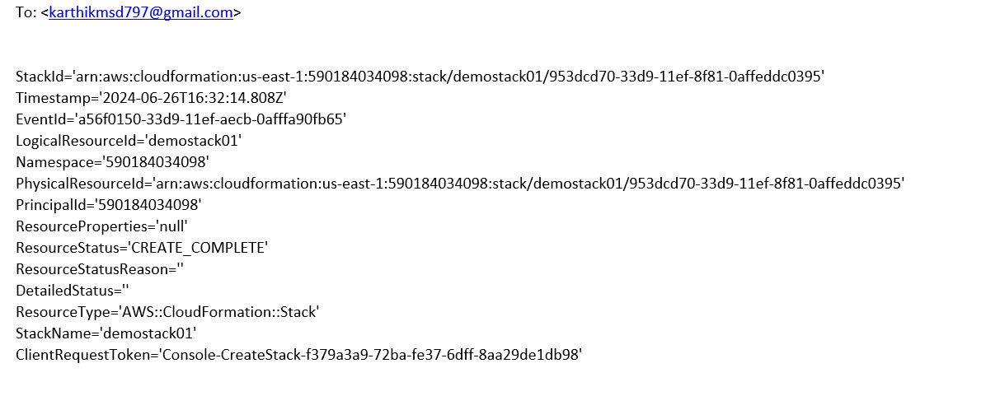 To: <karthikmsd797@gmail.com>
StackId='arn:aws:cloudformation:us-east-1:590184034098:stack/demostack01/953dcd70-33d9-11ef-8f81-0affeddc0395'
Timestamp='2024-06-26T16:32:14.808Z'
EventId='a56f0150-33d9-11ef-aecb-0afffa90fb65'
LogicalResourceId='demostack01'
Namespace='590184034098'
PhysicalResourceId='arn:aws:cloudformation:us-east-1:590184034098:stack/demostack01/953dcd70-33d9-11ef-8f81-0affeddc0395'
PrincipalId='590184034098'
ResourceProperties='null'
ResourceStatus='CREATE_COMPLETE'
ResourceStatusReason=''
DetailedStatus=''
ResourceType='AWS::CloudFormation::Stack'
StackName='demostack01'
ClientRequestToken='Console-CreateStack-f379a3a9-72ba-fe37-6dff-8aa29de1db98'